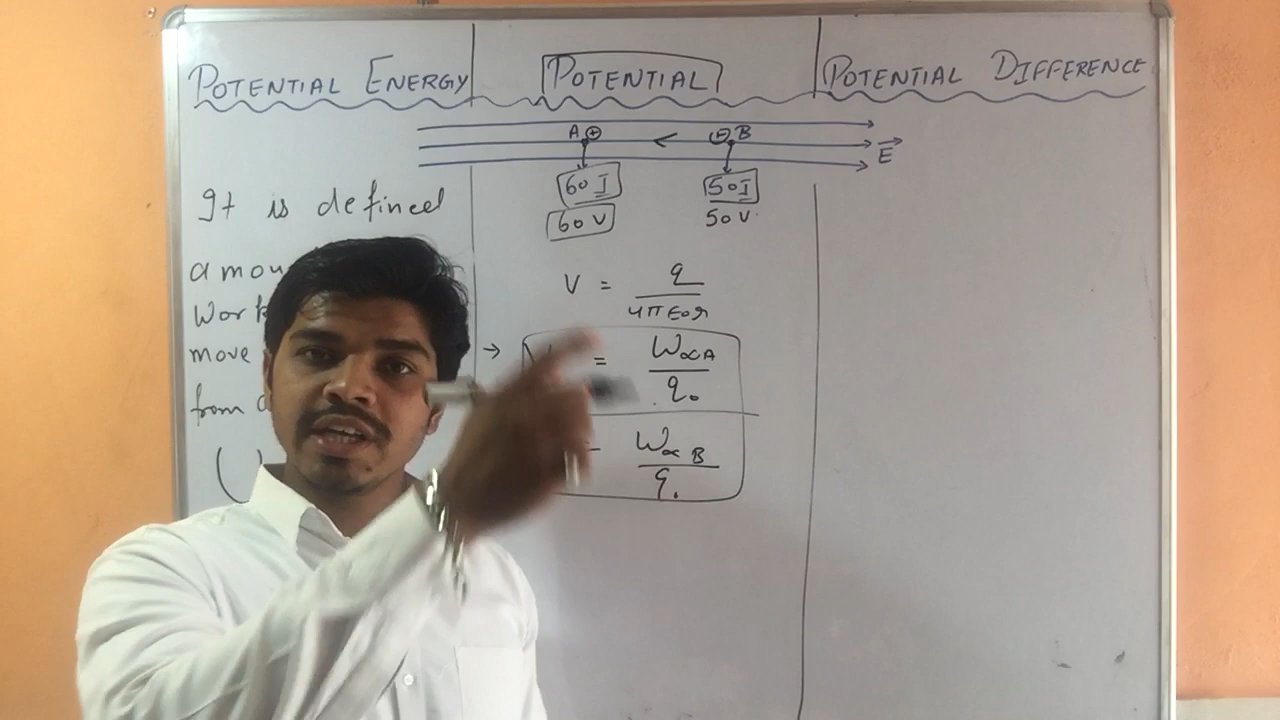 POTENTIAL ENERGY
POTENTIAL
POTENTIAL DIFFERENCE
A ⊕ ⊖ B
E
60 J 50 J
60 V 50 V
It is defined
amou
Work
move
from
V = q / 4πε₀r
→ = W∝A / q₀
W∝B / q₀